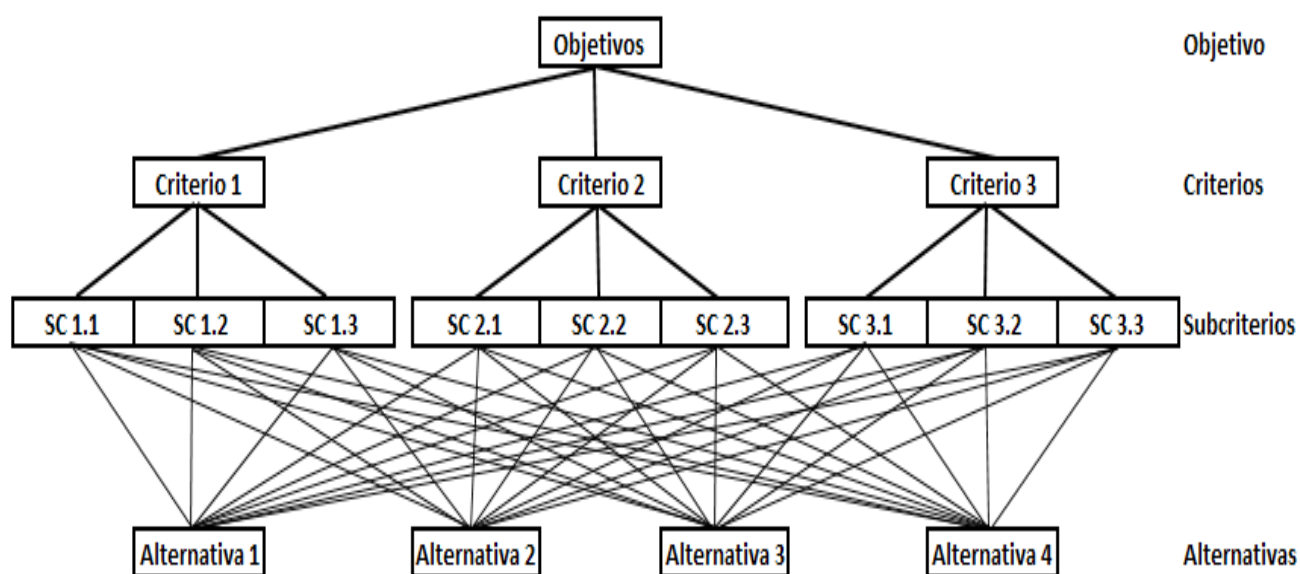 Objetivos
Objetivo
Criterio 1
Criterio 2
Criterio 3
Criterios
SC 1.1
SC 1.2
SC 1.3
SC 2.1
SC 2.2
SC 2.3
SC 3.1
SC 3.2
SC 3.3
Subcriterios
Alternativa 1
Alternativa 2
Alternativa 3
Alternativa 4
Alternativas